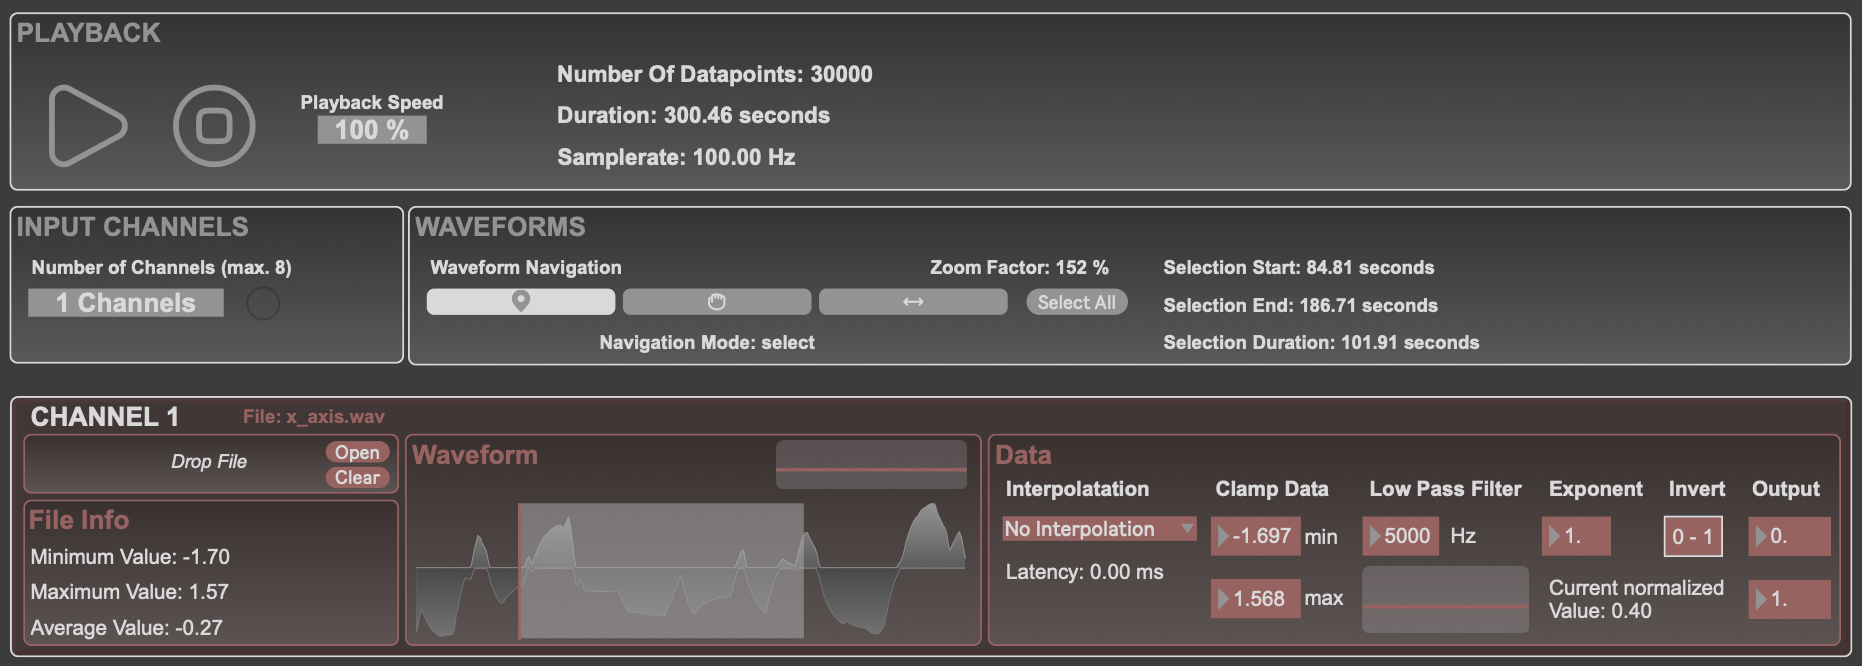 PLAYBACK
Playback Speed
100 %
Number Of Datapoints: 30000
Duration: 300.46 seconds
Samplerate: 100.00 Hz
INPUT CHANNELS
Number of Channels (max. 8)
1 Channels
WAVEFORMS
Waveform Navigation
Zoom Factor: 152 %
Select All
Navigation Mode: select
Selection Start: 84.81 seconds
Selection End: 186.71 seconds
Selection Duration: 101.91 seconds
CHANNEL 1
File: x_axis.wav
Drop File
Open
Clear
File Info
Minimum Value: -1.70
Maximum Value: 1.57
Average Value: -0.27
Waveform
Data
Interpolatation
No Interpolation
Latency: 0.00 ms
Clamp Data
-1.697 min
1.568 max
Low Pass Filter
5000 Hz
Exponent
1.
Invert
0 - 1
Current normalized
Value: 0.40
Output
0.
1.